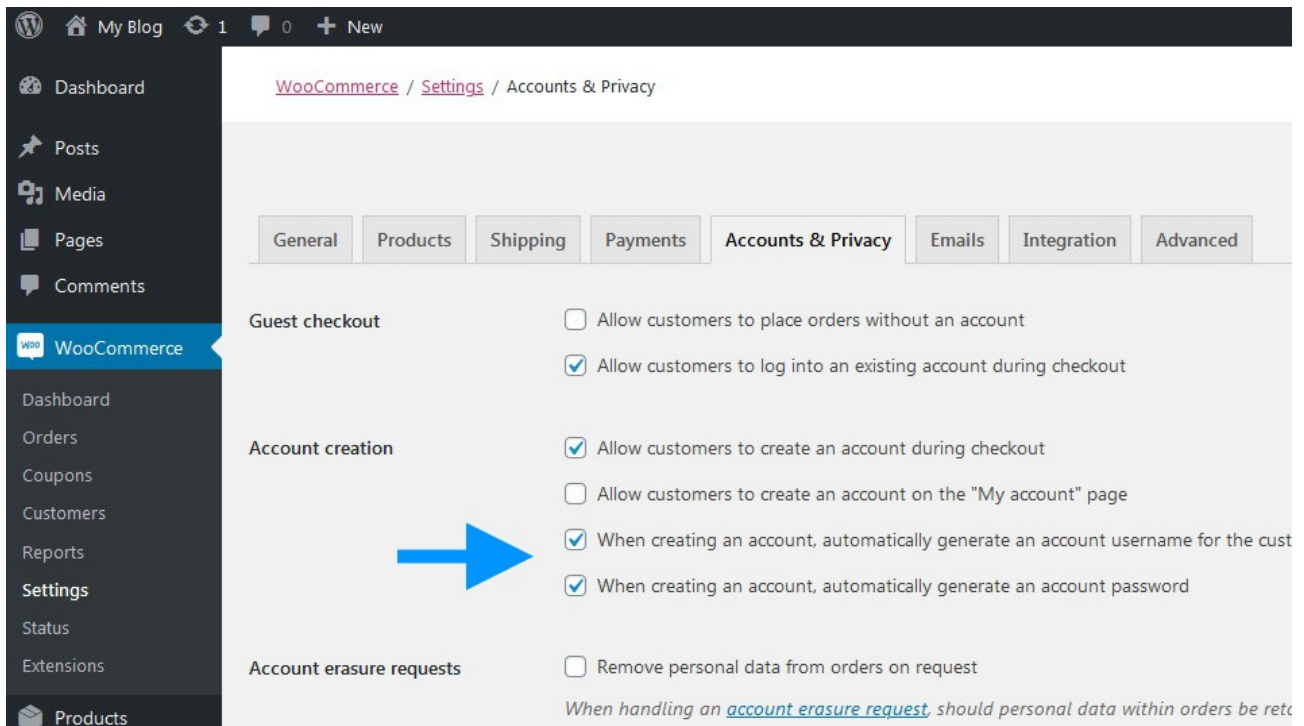 My Blog 1 0 New
Dashboard
WooCommerce / Settings / Accounts & Privacy
Posts
Media
Pages
Comments
General Products Shipping Payments Accounts & Privacy Emails Integration Advanced
Guest checkout
Allow customers to place orders without an account
Allow customers to log into an existing account during checkout
Woo WooCommerce
Dashboard
Orders
Coupons
Customers
Reports
Settings
Status
Extensions
Products
Account creation
Allow customers to create an account during checkout
Allow customers to create an account on the "My account" page
When creating an account, automatically generate an account username for the cust
When creating an account, automatically generate an account password
Account erasure requests
Remove personal data from orders on request
When handling an account erasure request, should personal data within orders be reta